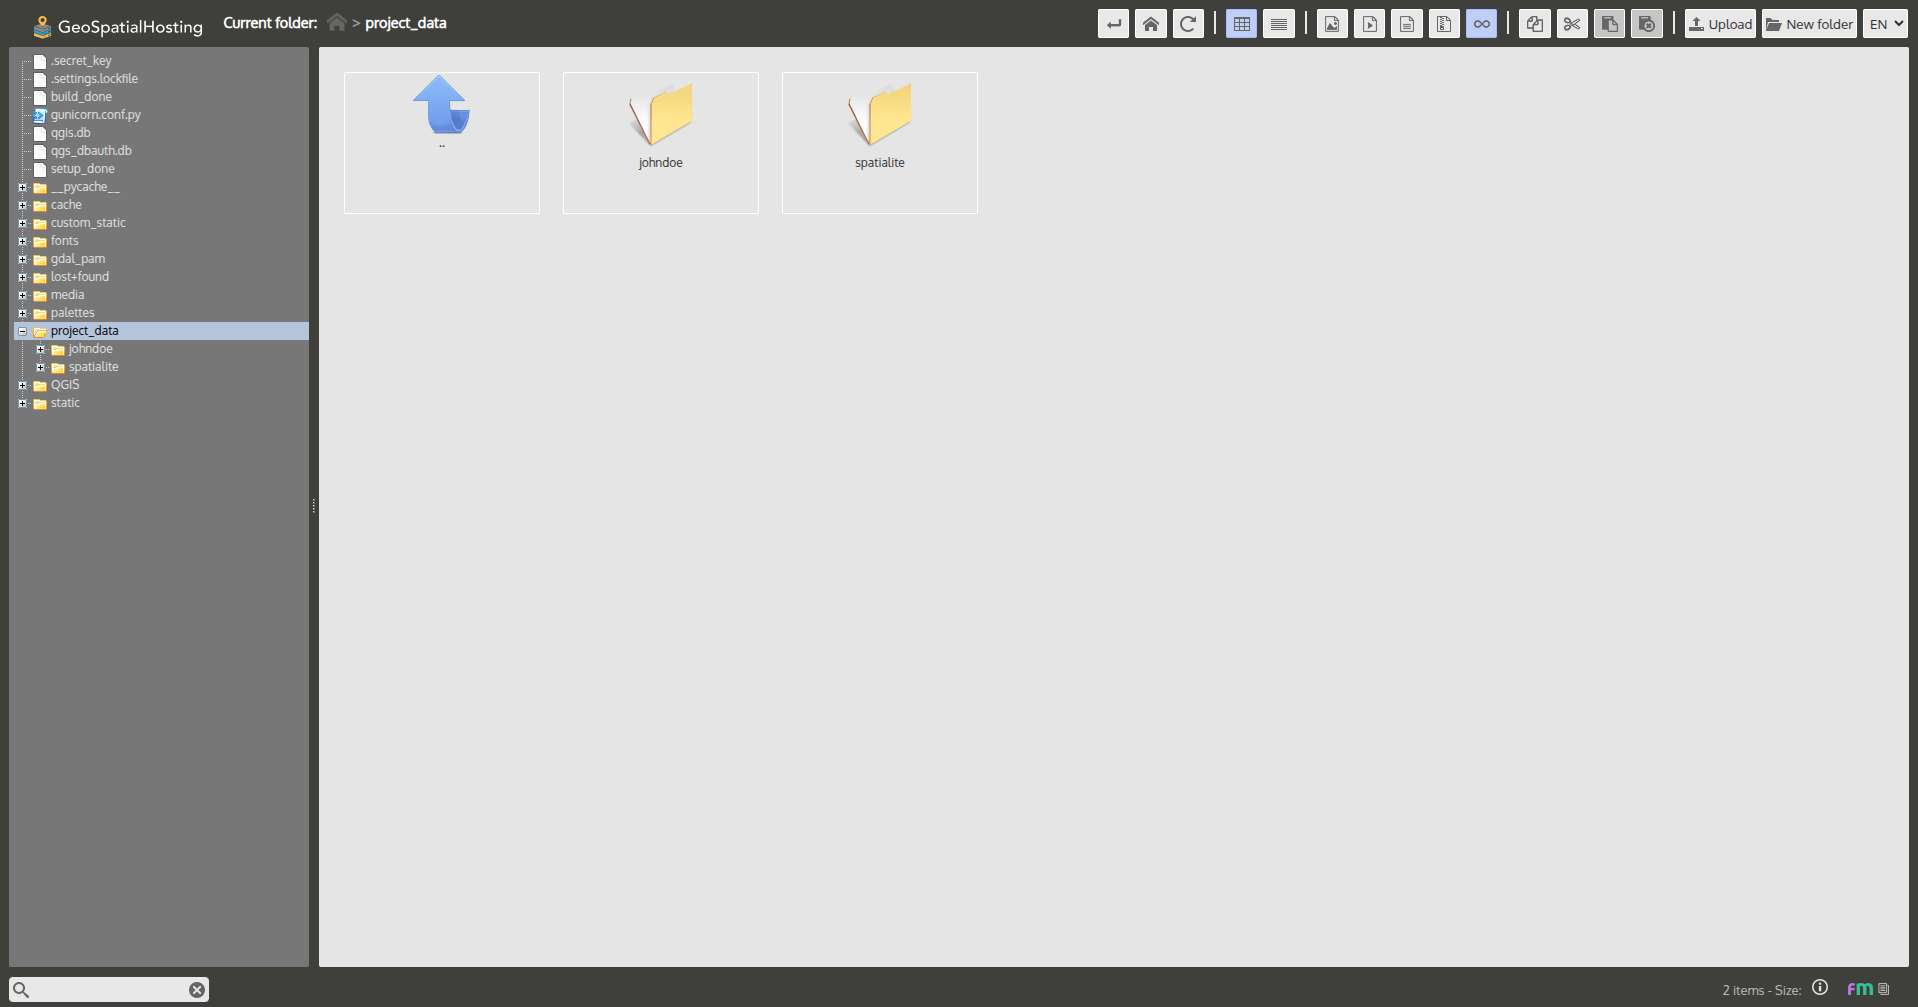 GeoSpatialHosting
Current folder: > project_data
Upload
New folder
EN
.secret_key
.settings.lockfile
build_done
gunicorn.conf.py
qgis.db
qgs_dbauth.db
setup_done
__pycache__
cache
custom_static
fonts
gdal_pam
lost+found
media
palettes
project_data
johndoe
spatialite
QGIS
static
..
johndoe
spatialite
2 items - Size:
Fm